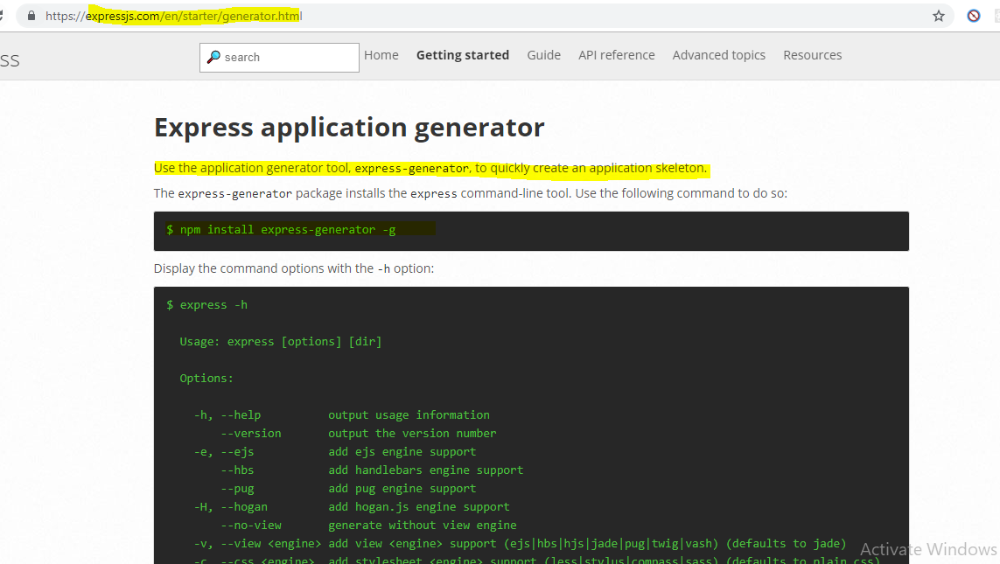 https://expressjs.com/en/starter/generator.html
ss
search
Home Getting started Guide API reference Advanced topics Resources
Express application generator
Use the application generator tool, express-generator, to quickly create an application skeleton.
The express-generator package installs the express command-line tool. Use the following command to do so:
$ npm install express-generator -g
Display the command options with the -h option:
$ express -h
Usage: express [options] [dir]
Options:
-h, --help output usage information
--version output the version number
-e, --ejs add ejs engine support
--hbs add handlebars engine support
--pug add pug engine support
-H, --hogan add hogan.js engine support
--no-view generate without view engine
-v, --view <engine> add view <engine> support (ejs|hbs|hjs|jade|pug|twig|vash) (defaults to jade)
Activate Windows
-c, --css <engine> add stylesheet <engine> support (less|stylus|compass|sass) (defaults to plain css)